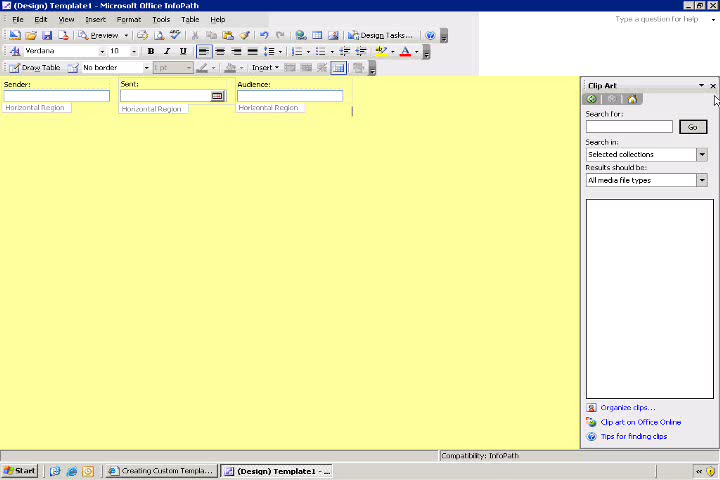 (Design) Template1 - Microsoft Office InfoPath
File Edit View Insert Format Tools Table Help
Type a question for help
Preview Design Tasks...
Verdana 10 B I U
Draw Table No border 1 pt Insert
Sender: Sent: Audience:
Horizontal Region Horizontal Region Horizontal Region
Clip Art
Search for:
Go
Search in:
Selected collections
Results should be:
All media file types
Organize clips...
Clip art on Office Online
Tips for finding clips
Compatibility: InfoPath
Start Creating Custom Templat... (Design) Template1 - ...